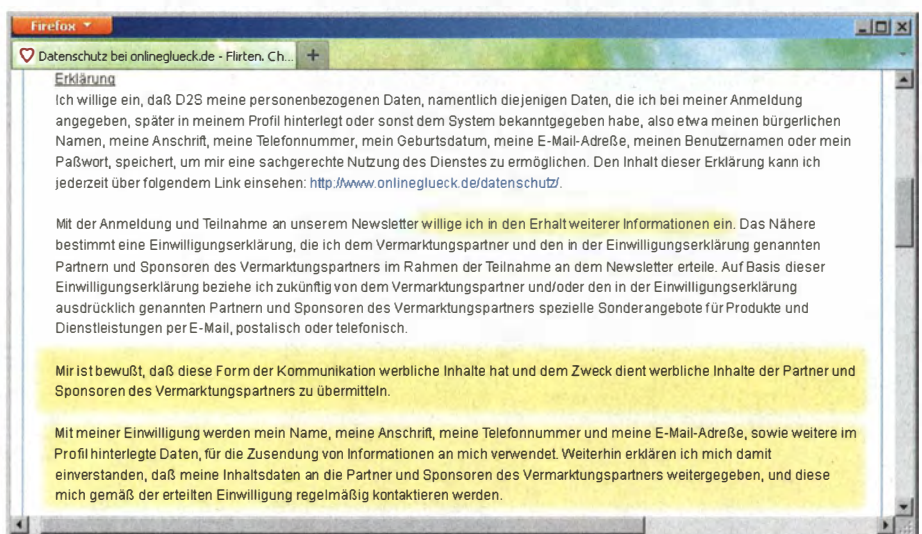 Firefox
Datenschutz bei onlineglueck.de - Flirten, Ch...
Erklärung
Ich willige ein, daß D2S meine personenbezogenen Daten, namentlich diejenigen Daten, die ich bei meiner Anmeldung
angegeben, später in meinem Profil hinterlegt oder sonst dem System bekanntgegeben habe, also etwa meinen bürgerlichen
Namen, meine Anschrift, meine Telefonnummer, mein Geburtsdatum, meine E-Mail-Adreße, meinen Benutzernamen oder mein
Paßwort, speichert, um mir eine sachgerechte Nutzung des Dienstes zu ermöglichen. Den Inhalt dieser Erklärung kann ich
jederzeit über folgendem Link einsehen: http://www.onlineglueck.de/datenschutz/.
Mit der Anmeldung und Teilnahme an unserem Newsletter willige ich in den Erhalt weiterer Informationen ein. Das Nähere
bestimmt eine Einwilligungserklärung, die ich dem Vermarktungspartner und den in der Einwilligungserklärung genannten
Partnern und Sponsoren des Vermarktungspartners im Rahmen der Teilnahme an dem Newsletter erteile. Auf Basis dieser
Einwilligungserklärung beziehe ich zukünftig von dem Vermarktungspartner und/oder den in der Einwilligungserklärung
ausdrücklich genannten Partnern und Sponsoren des Vermarktungspartners spezielle Sonderangebote für Produkte und
Dienstleistungen per E-Mail, postalisch oder telefonisch.
Mir ist bewußt, daß diese Form der Kommunikation werbliche Inhalte hat und dem Zweck dient werbliche Inhalte der Partner und
Sponsoren des Vermarktungspartners zu übermitteln.
Mit meiner Einwilligung werden mein Name, meine Anschrift, meine Telefonnummer und meine E-Mail-Adreße, sowie weitere im
Profil hinterlegte Daten, für die Zusendung von Informationen an mich verwendet. Weiterhin erklären ich mich damit
einverstanden, daß meine Inhaltsdaten an die Partner und Sponsoren des Vermarktungspartners weitergegeben, und diese
mich gemäß der erteilten Einwilligung regelmäßig kontaktieren werden.